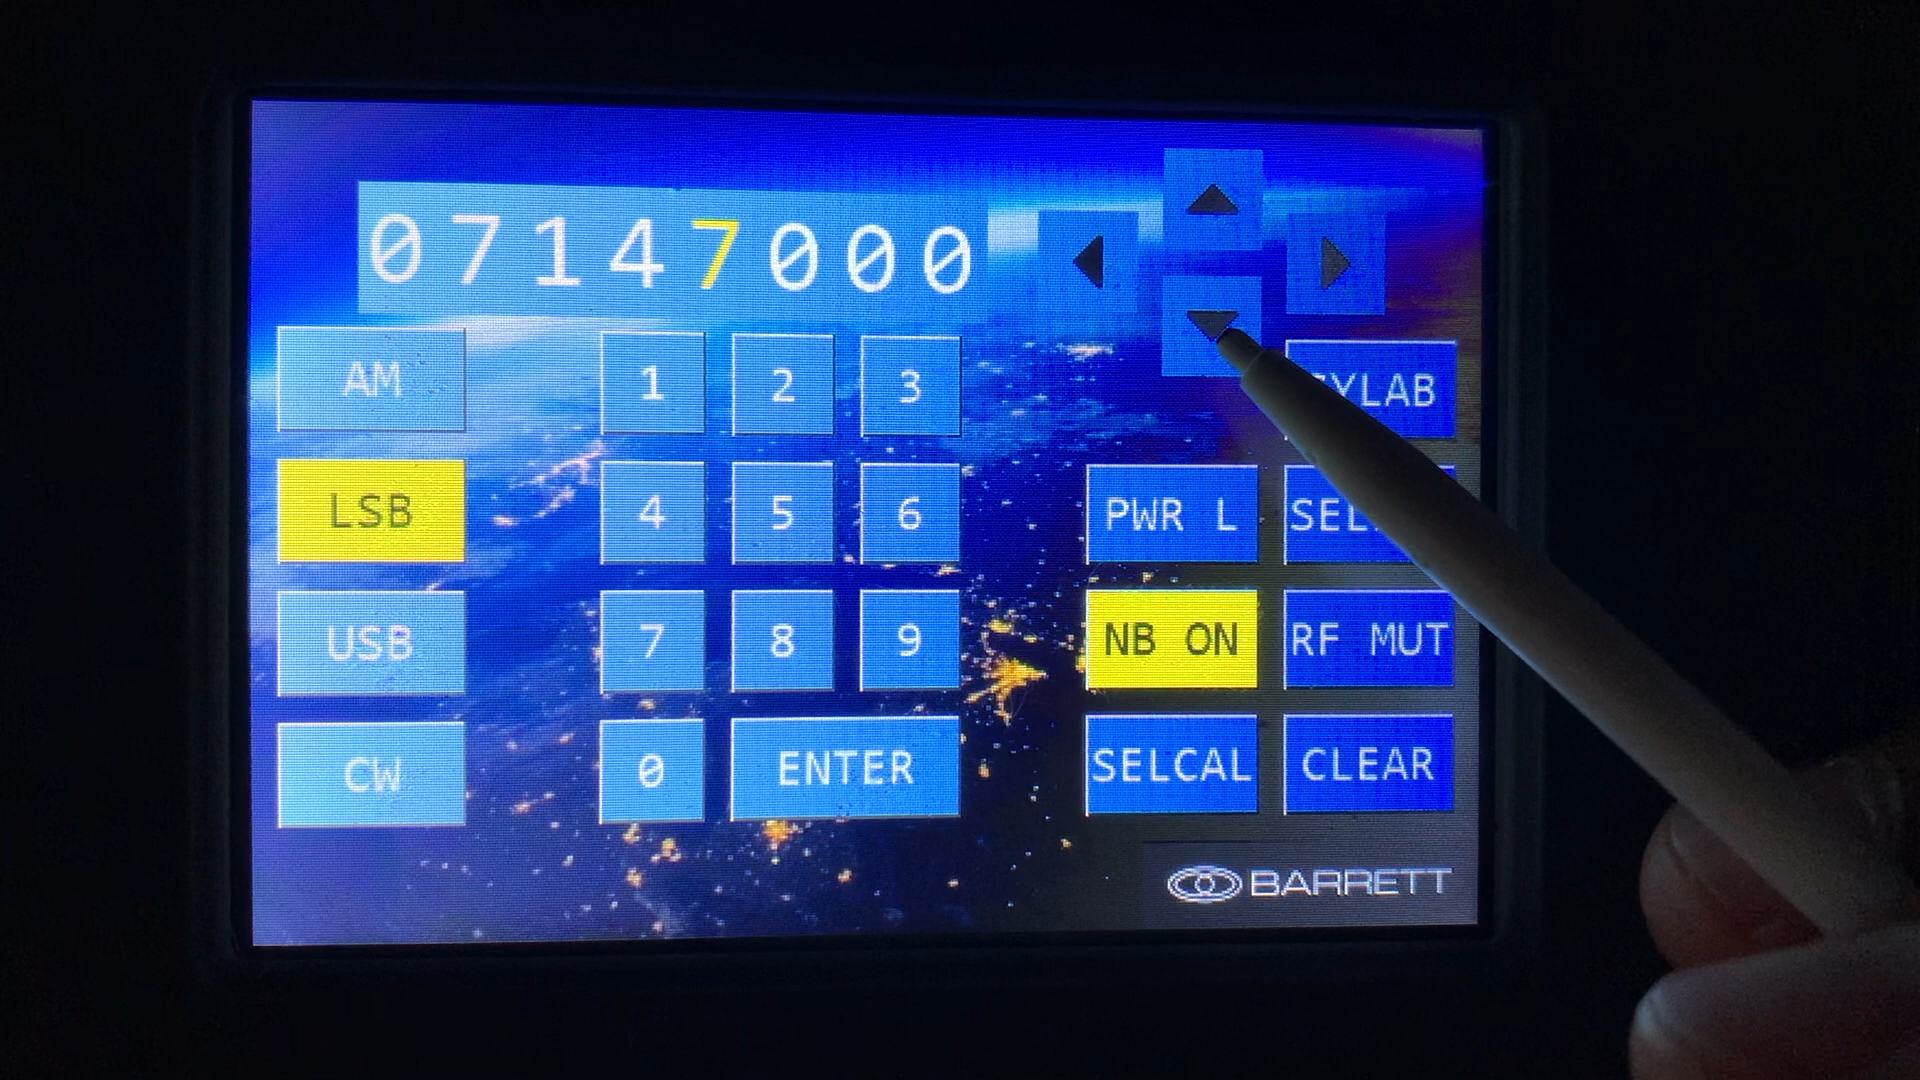 07147000
AM
1 2 3
LSB
4 5 6
PWR L
USB
7 8 9
NB ON
RF MUT
CW
0 ENTER
SELCAL
CLEAR
BARRETT